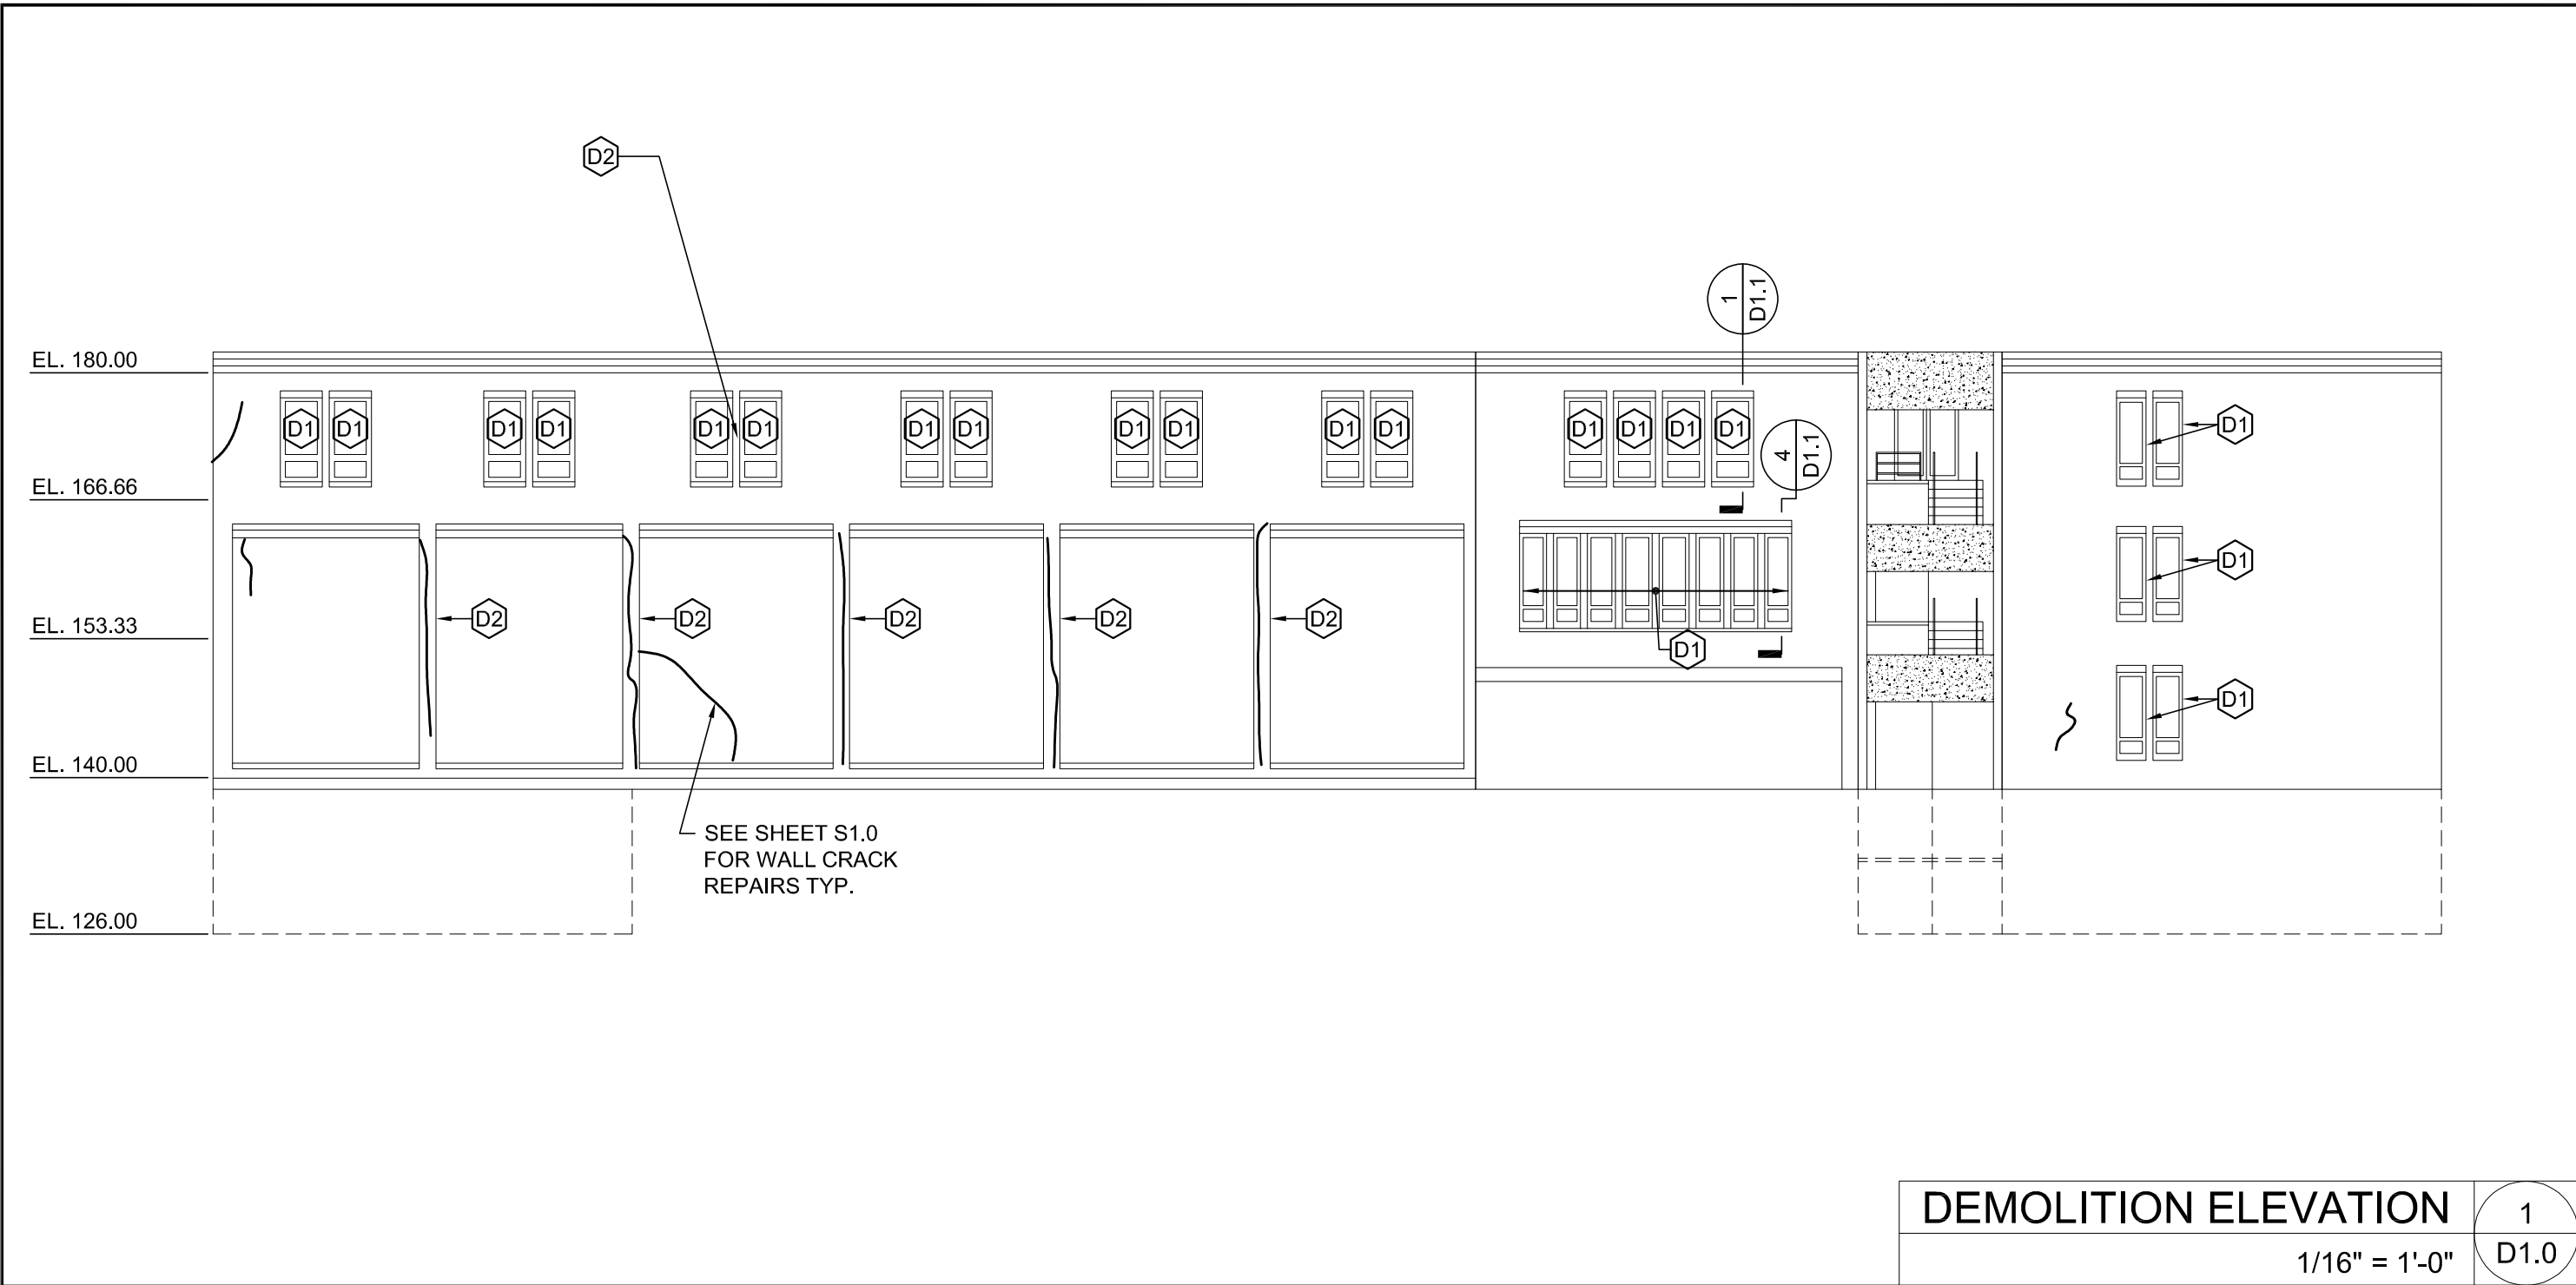 D2
1
D1.1
EL. 180.00
D1 D1 D1 D1 D1 D1 D1 D1 D1 D1 D1 D1 D1 D1 D1 D1 D1
4
D1.1
EL. 166.66
D1
EL. 153.33
D2 D2 D2 D2 D2
D1
D1
EL. 140.00
SEE SHEET S1.0
FOR WALL CRACK
REPAIRS TYP.
EL. 126.00
DEMOLITION ELEVATION
1
D1.0
1/16" = 1'-0"